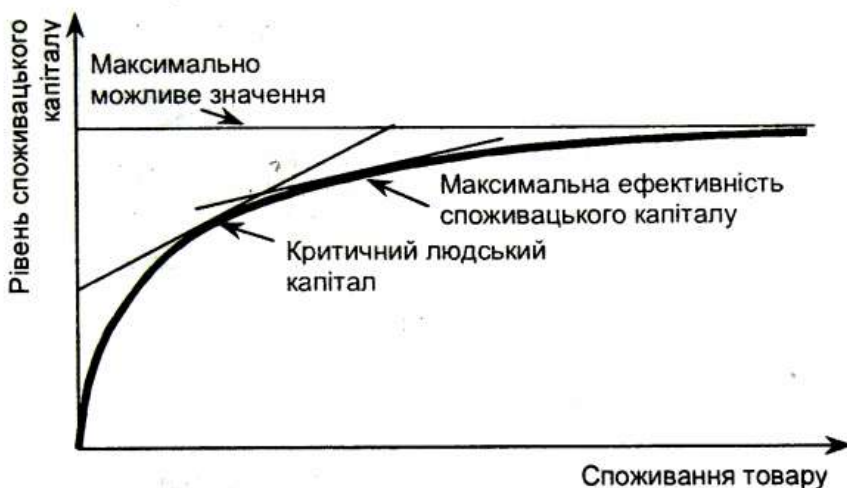 Рівень споживацького
капіталу
Максимально
можливе значення
Максимальна ефективність
споживацького капіталу
Критичний людський
капітал
Споживання товару